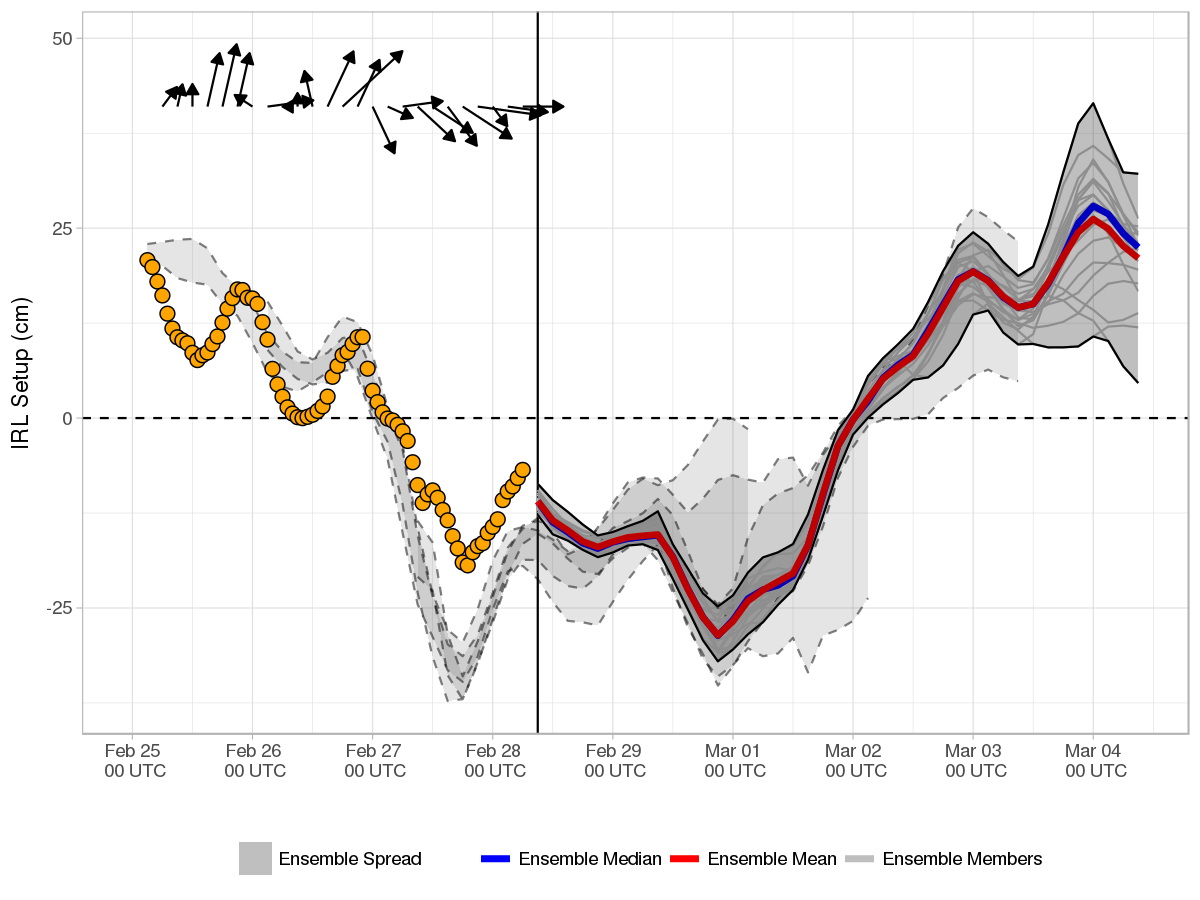 50
25
0
-25
IRL Setup (cm)
Feb 25 Feb 26 Feb 27 Feb 28 Feb 29 Mar 01 Mar 02 Mar 03 Mar 04
00 UTC 00 UTC 00 UTC 00 UTC 00 UTC 00 UTC 00 UTC 00 UTC 00 UTC
Ensemble Spread Ensemble Median Ensemble Mean Ensemble Members